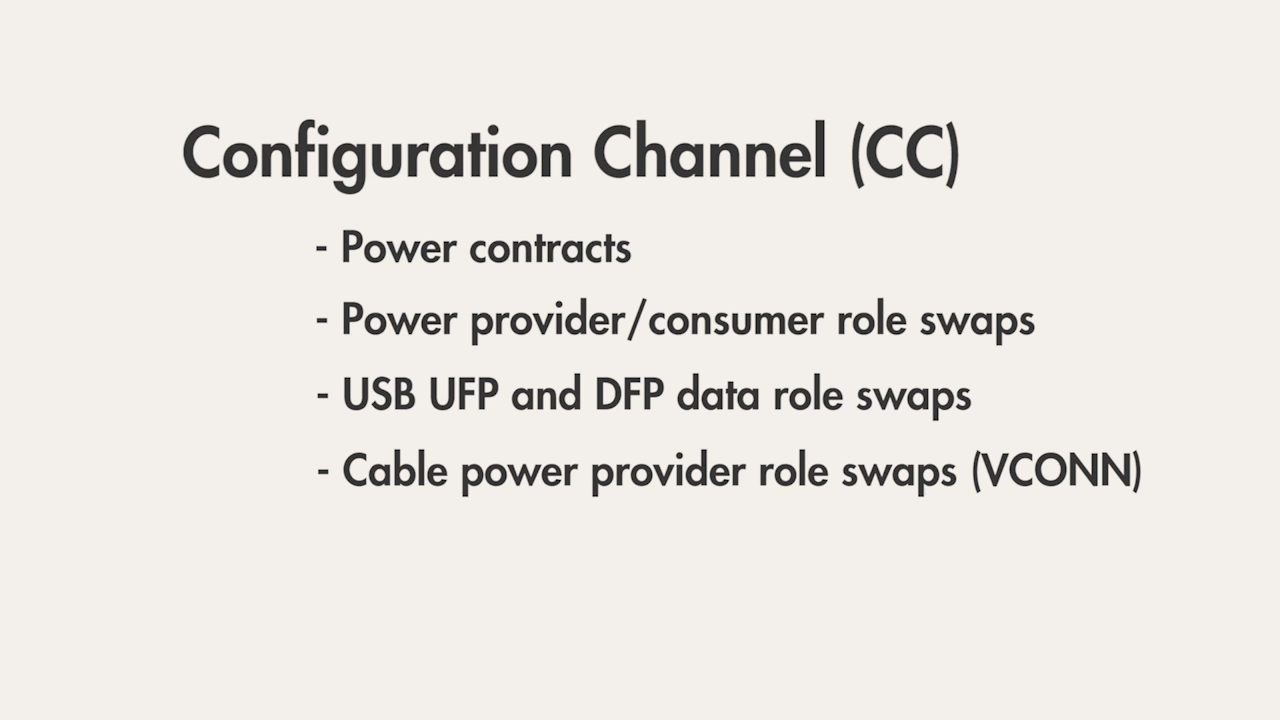 Configuration Channel (CC)
- Power contracts
- Power provider/consumer role swaps
- USB UFP and DFP data role swaps
- Cable power provider role swaps (VCONN)